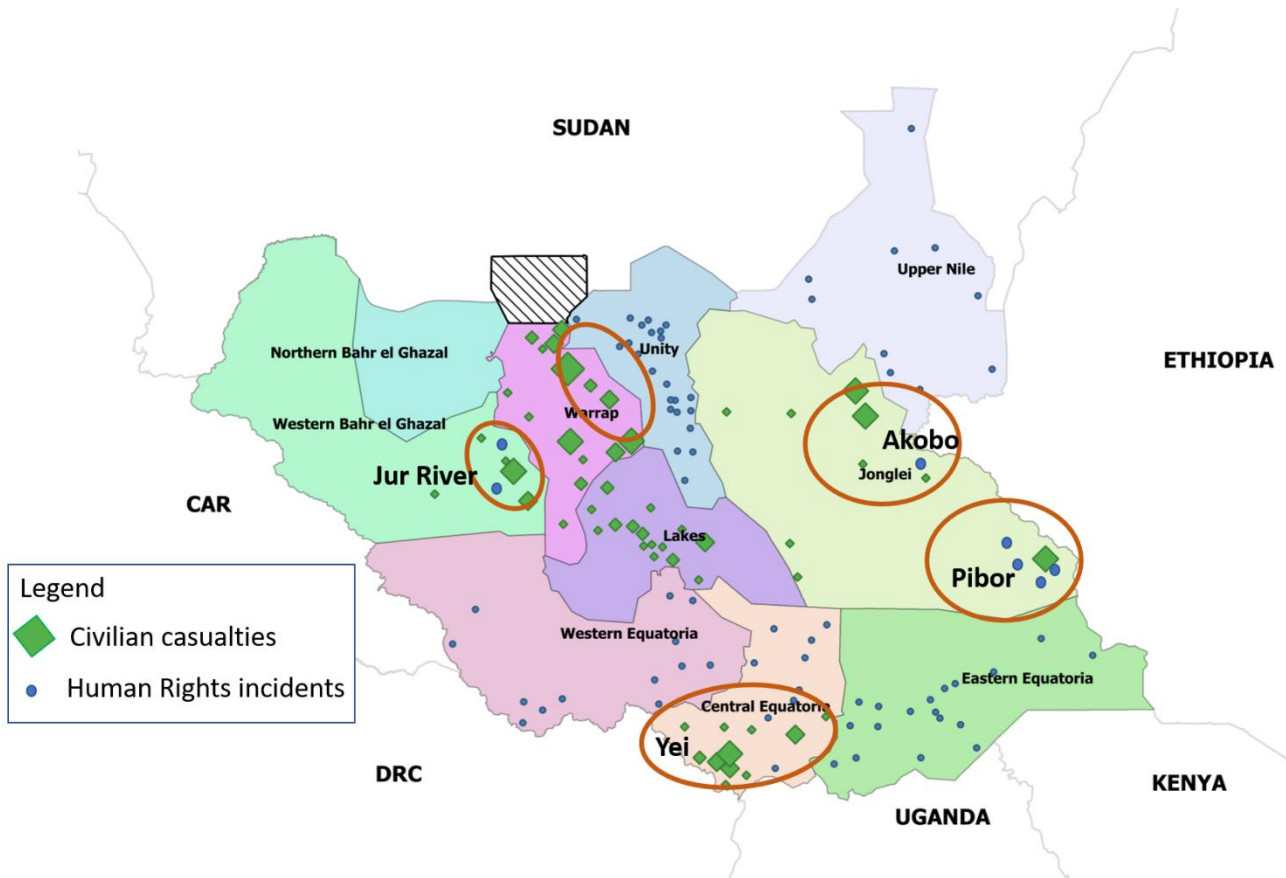 SUDAN
Upper Nile
Northern Bahr el Ghazal
Unity
ETHIOPIA
Warrap
Western Bahr el Ghazal
Akobo
Jur River
Jonglei
CAR
Lakes
Pibor
Legend
Civilian casualties
Human Rights incidents
Western Equatoria
Eastern Equatoria
Central Equatoria
Yei
DRC
KENYA
UGANDA